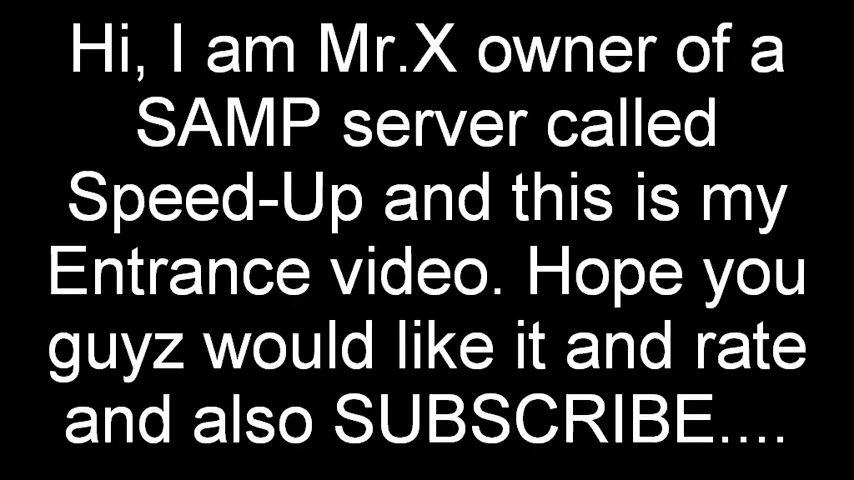 Hi, I am Mr.X owner of a
SAMP server called
Speed-Up and this is my
Entrance video. Hope you
guyz would like it and rate
and also SUBSCRIBE....